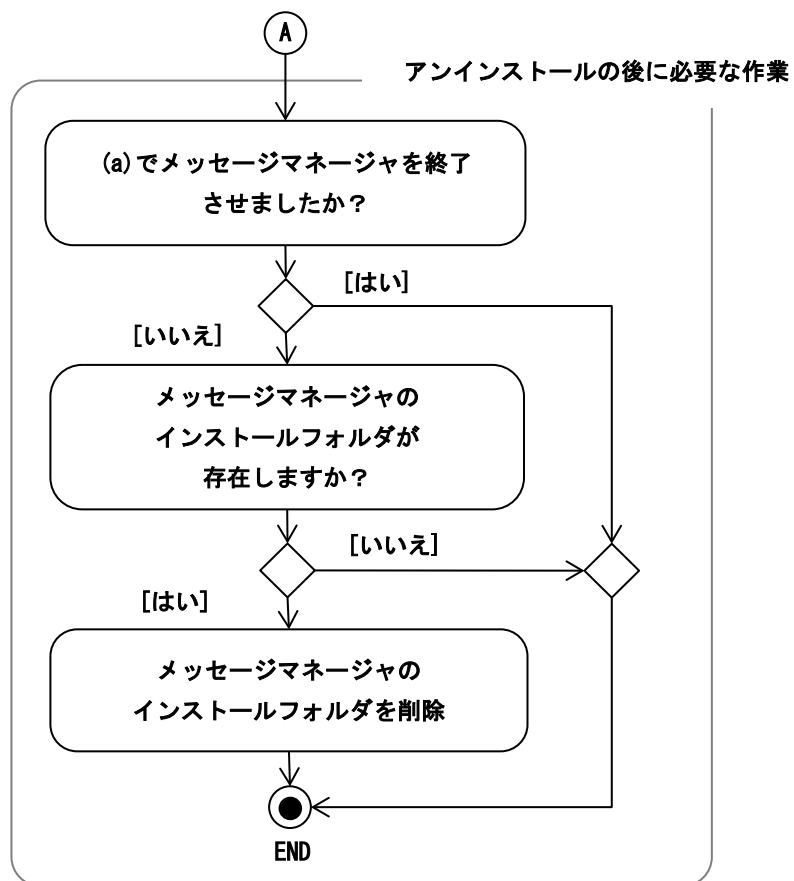 A
アンインストールの後に必要な作業
(a)でメッセージマネージャを終了
させましたか？
[はい]
[いいえ]
メッセージマネージャの
インストールフォルダが
存在しますか？
[いいえ]
[はい]
メッセージマネージャの
インストールフォルダを削除
END